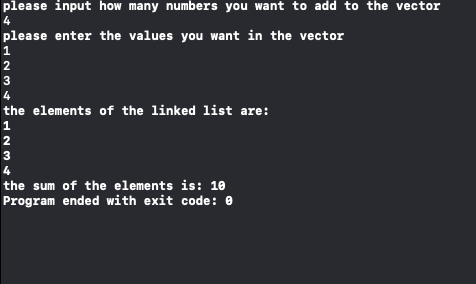 please input how many numbers you want to add to the vector
4
please enter the values you want in the vector
1
2
3
4
the elements of the linked list are:
1
2
3
4
the sum of the elements is: 10
Program ended with exit code: 0